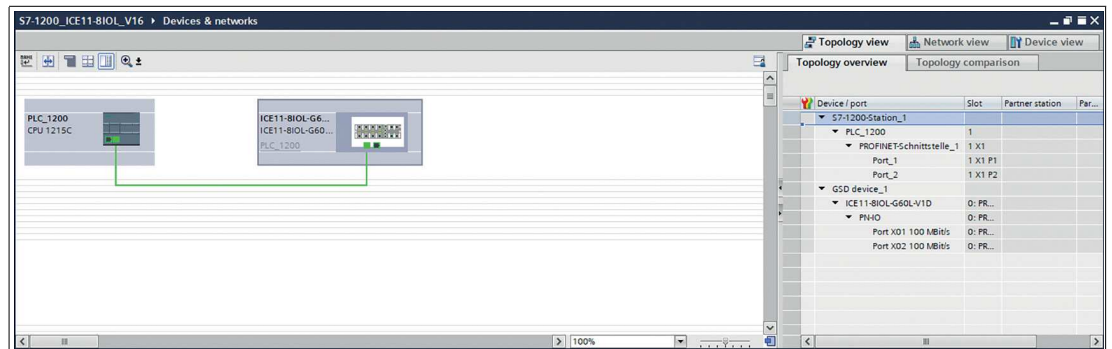 S7-1200_ICE11-8IOL_V16 ▸ Devices & networks
Topology view Network view Device view
Topology overview Topology comparison
PLC_1200
CPU 1215C
ICE11-8IOL-G6...
ICE11-8IOL-G60...
PLC_1200
Device / port Slot Partner station Par...
S7-1200-Station_1
PLC_1200 1
PROFINET-Schnittstelle_1 1 X1
Port_1 1 X1 P1
Port_2 1 X1 P2
GSD device_1
ICE11-8IOL-G60L-V1D 0: PR...
PN-IO 0: PR...
Port X01 100 MBit/s 0: PR...
Port X02 100 MBit/s 0: PR...
100%